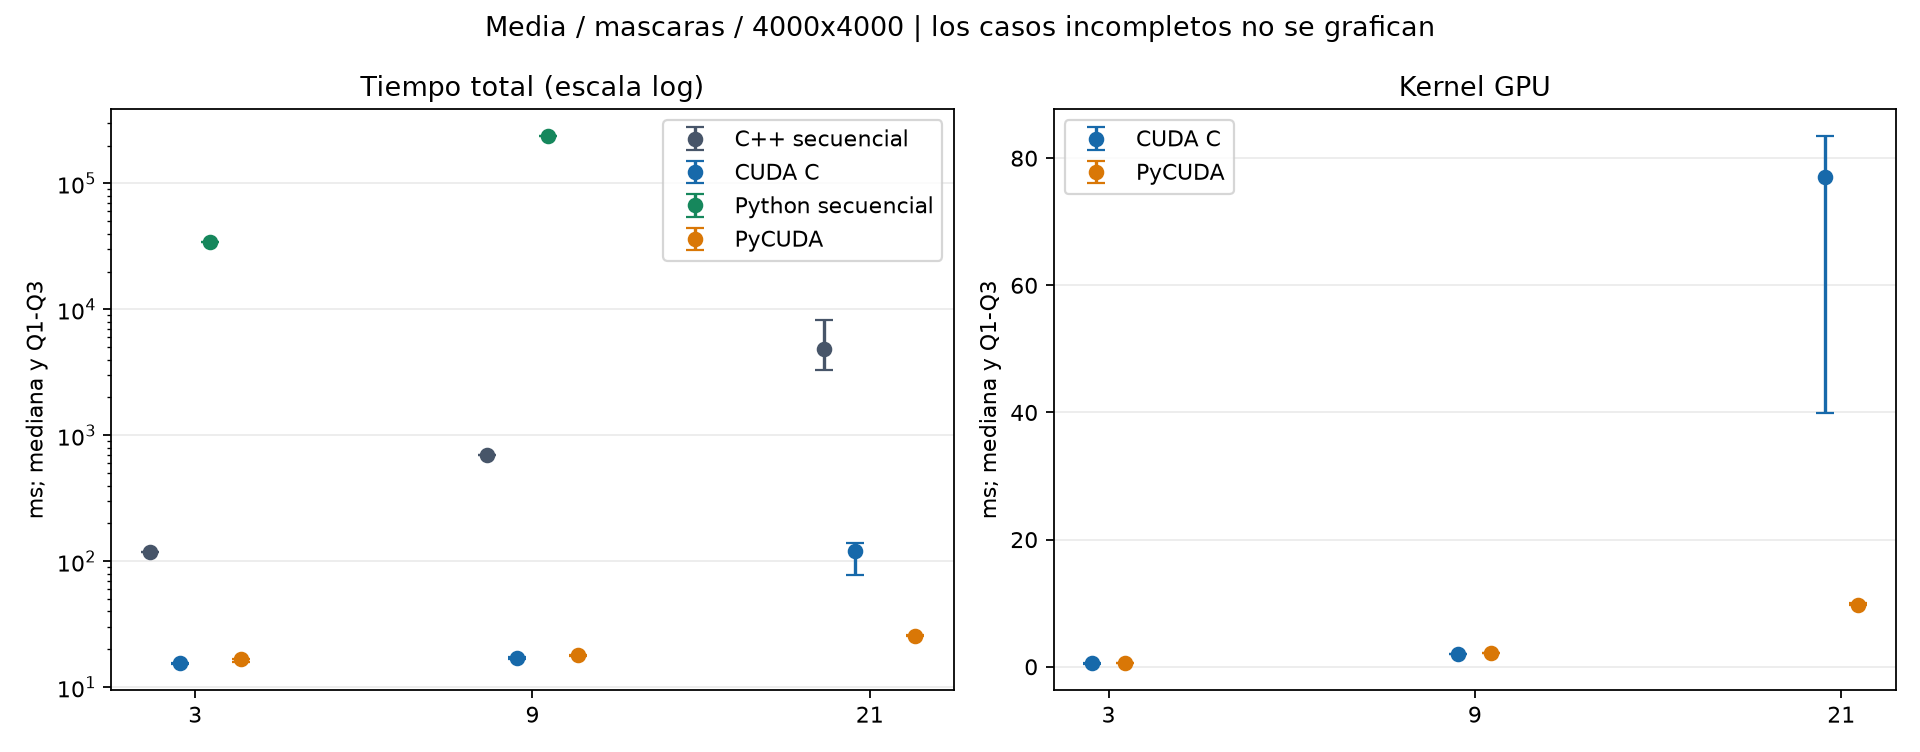 Media / mascaras / 4000x4000 | los casos incompletos no se grafican
Tiempo total (escala log)
ms; mediana y Q1-Q3
10^5
10^4
10^3
10^2
10^1
3
9
21
C++ secuencial
CUDA C
Python secuencial
PyCUDA
Kernel GPU
ms; mediana y Q1-Q3
80
60
40
20
0
3
9
21
CUDA C
PyCUDA